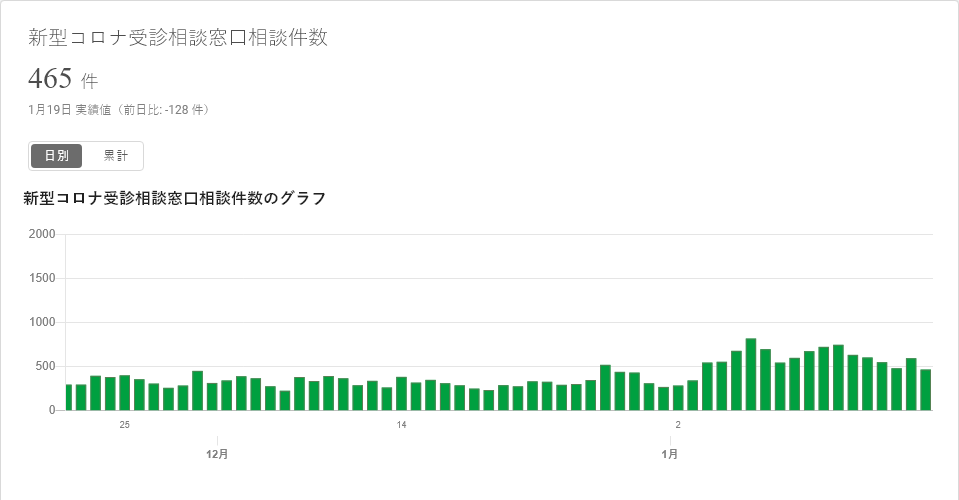 新型コロナ受診相談窓口相談件数
465 件
1月19日 実績値（前日比: -128 件）
日別 累計
新型コロナ受診相談窓口相談件数のグラフ
2000
1500
1000
500
0
25 14 2
12月 1月